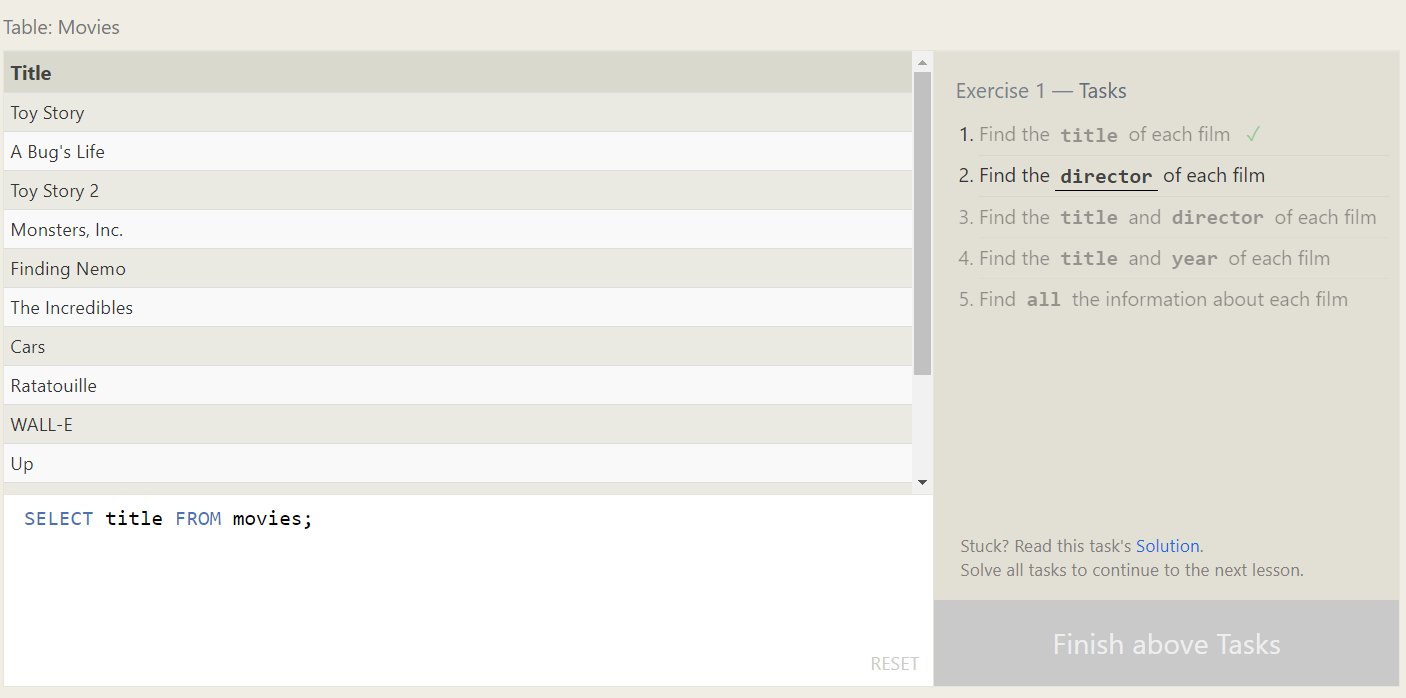 Table: Movies
Title
Toy Story
A Bug's Life
Toy Story 2
Monsters, Inc.
Finding Nemo
The Incredibles
Cars
Ratatouille
WALL-E
Up
SELECT title FROM movies;
RESET
Exercise 1 — Tasks
1. Find the title of each film ✓
2. Find the director of each film
3. Find the title and director of each film
4. Find the title and year of each film
5. Find all the information about each film
Stuck? Read this task's Solution.
Solve all tasks to continue to the next lesson.
Finish above Tasks